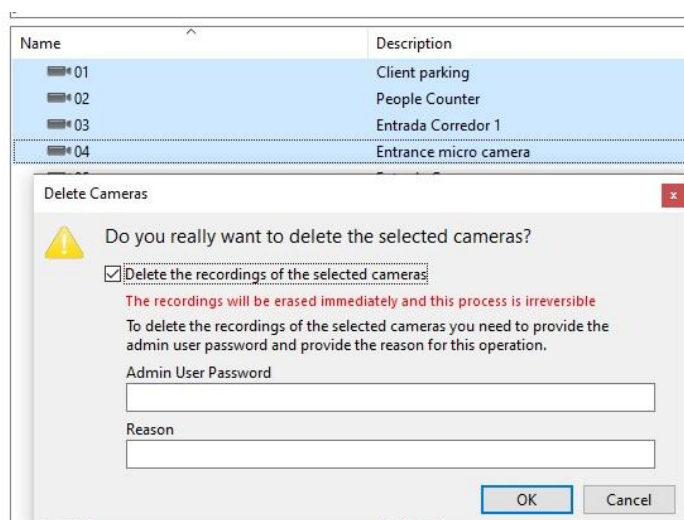 Name Description
01 Client parking
02 People Counter
03 Entrada Corredor 1
04 Entrance micro camera
Delete Cameras
Do you really want to delete the selected cameras?
Delete the recordings of the selected cameras
The recordings will be erased immediately and this process is irreversible
To delete the recordings of the selected cameras you need to provide the
admin user password and provide the reason for this operation.
Admin User Password
Reason
OK Cancel